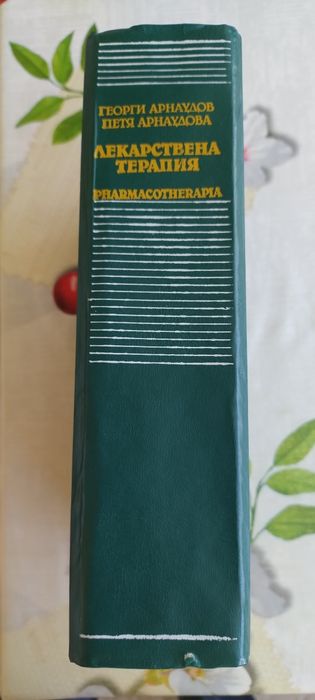 ГЕОРГИ АРНАУДОВ
ПЕТЯ АРНАУДОВА
ЛЕКАРСТВЕНА
ТЕРАПИЯ
PHARMACOTHERAPIA